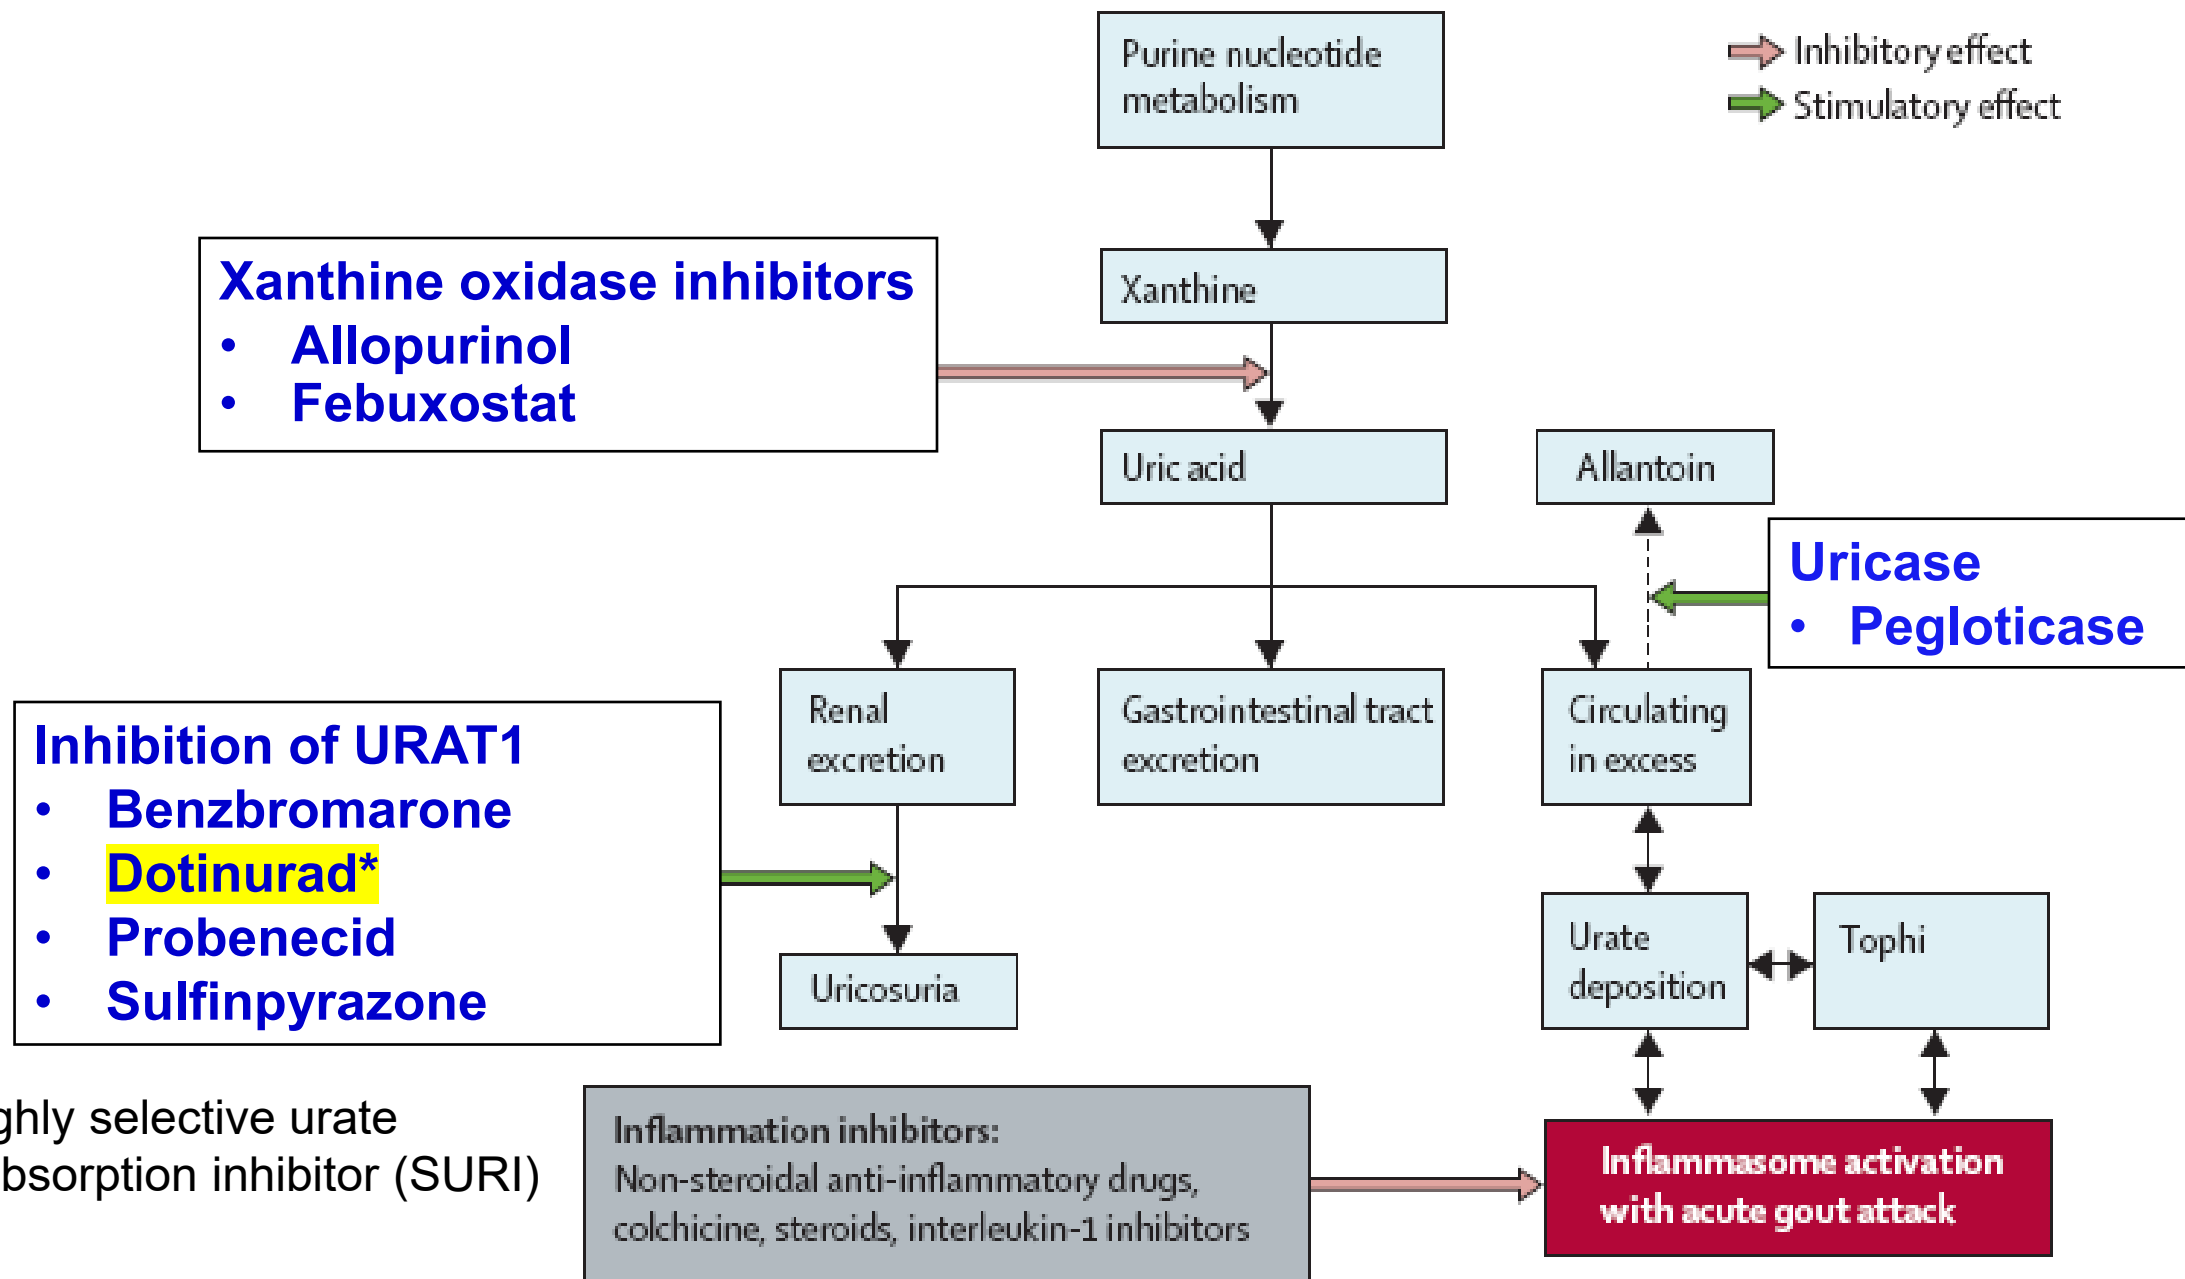 Purine nucleotide
metabolism
Inhibitory effect
Stimulatory effect
Xanthine oxidase inhibitors
• Allopurinol
• Febuxostat
Xanthine
Uric acid
Allantoin
Uricase
• Pegloticase
Inhibition of URAT1
• Benzbromarone
• Dotinurad*
• Probenecid
• Sulfinpyrazone
Renal
excretion
Gastrointestinal tract
excretion
Circulating
in excess
Uricosuria
Urate
deposition
Tophi
selective urate
inhibitor (SURI)
Inflammation inhibitors:
Non-steroidal anti-inflammatory drugs,
colchicine, steroids, interleukin-1 inhibitors
Inflammasome activation
with acute gout attack